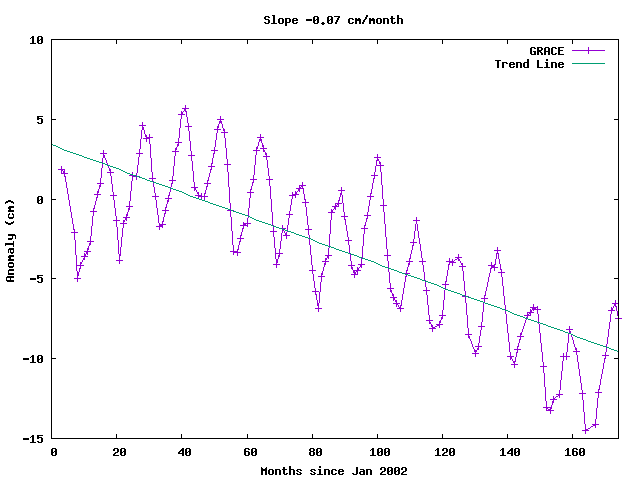 Slope -0.07 cm/month
GRACE
Trend Line
10
5
0
-5
-10
-15
Anomaly (cm)
0 20 40 60 80 100 120 140 160
Months since Jan 2002